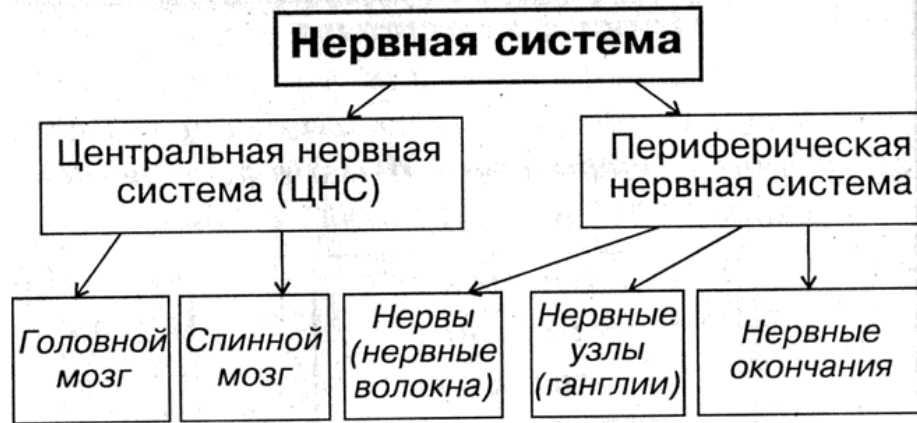 Нервная система
Центральная нервная
система (ЦНС)
Периферическая
нервная система
Головной
мозг
Спинной
мозг
Нервы
(нервные
волокна)
Нервные
узлы
(ганглии)
Нервные
окончания